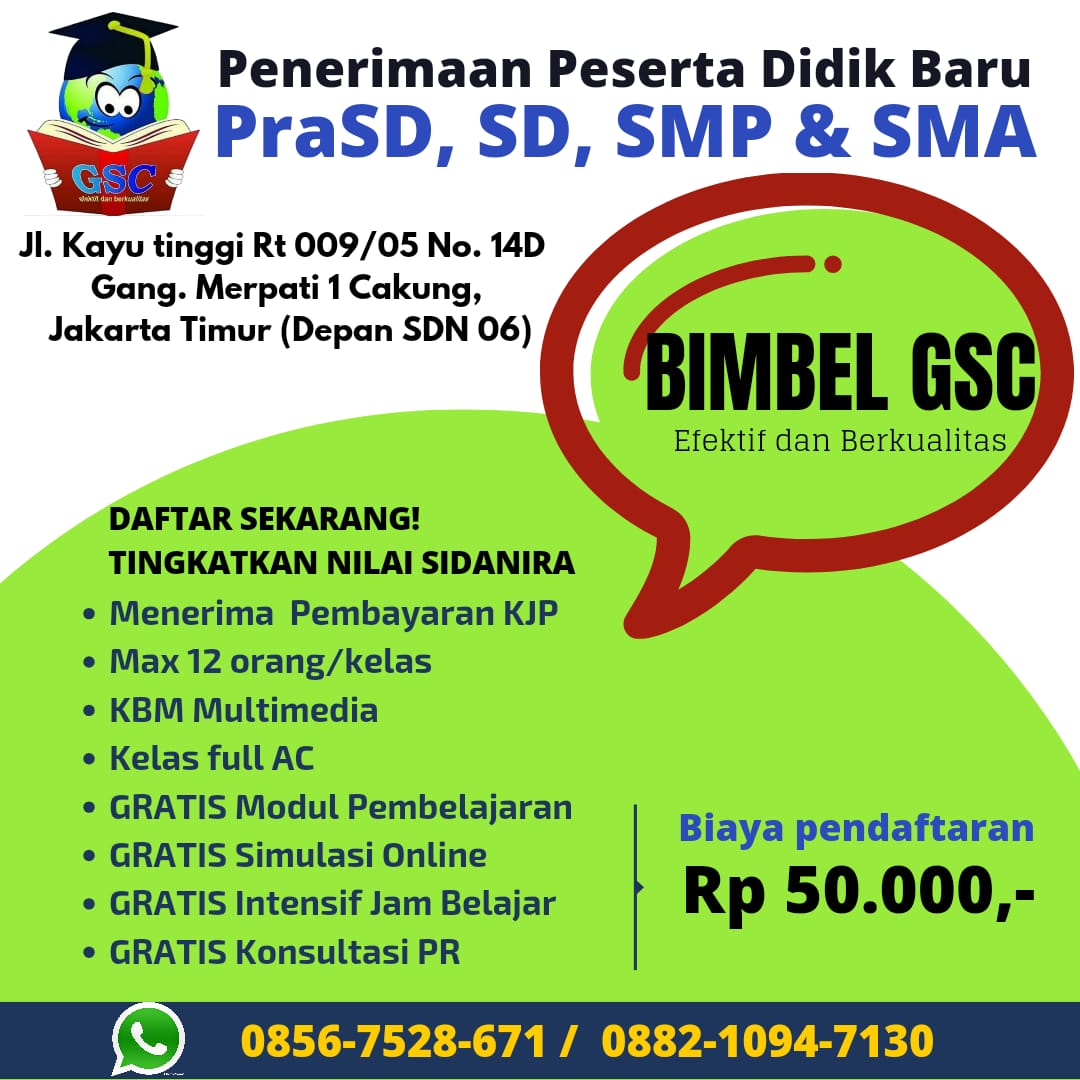 Penerimaan Peserta Didik Baru
PraSD, SD, SMP & SMA
GSC
efektif dan berkualitas
Jl. Kayu tinggi Rt 009/05 No. 14D
Gang. Merpati 1 Cakung,
Jakarta Timur (Depan SDN 06)
BIMBEL GSC
Efektif dan Berkualitas
DAFTAR SEKARANG!
TINGKATKAN NILAI SIDANIRA
• Menerima Pembayaran KJP
• Max 12 orang/kelas
• KBM Multimedia
• Kelas full AC
• GRATIS Modul Pembelajaran
• GRATIS Simulasi Online
• GRATIS Intensif Jam Belajar
• GRATIS Konsultasi PR
Biaya pendaftaran
Rp 50.000,-
0856-7528-671 / 0882-1094-7130